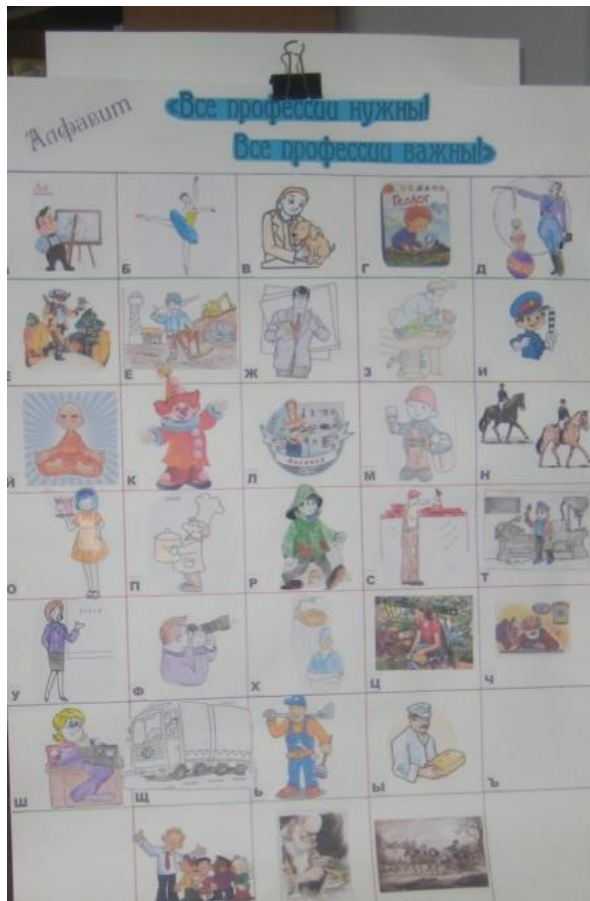 Алфавит
«Все профессии нужны!
Все профессии важны!»
Геолог
Б В Г Д
Е Ж З И
Й К Л М Н
О П Р С Т
У Ф Х Ц Ч
Ш Щ Ь Ы Ъ